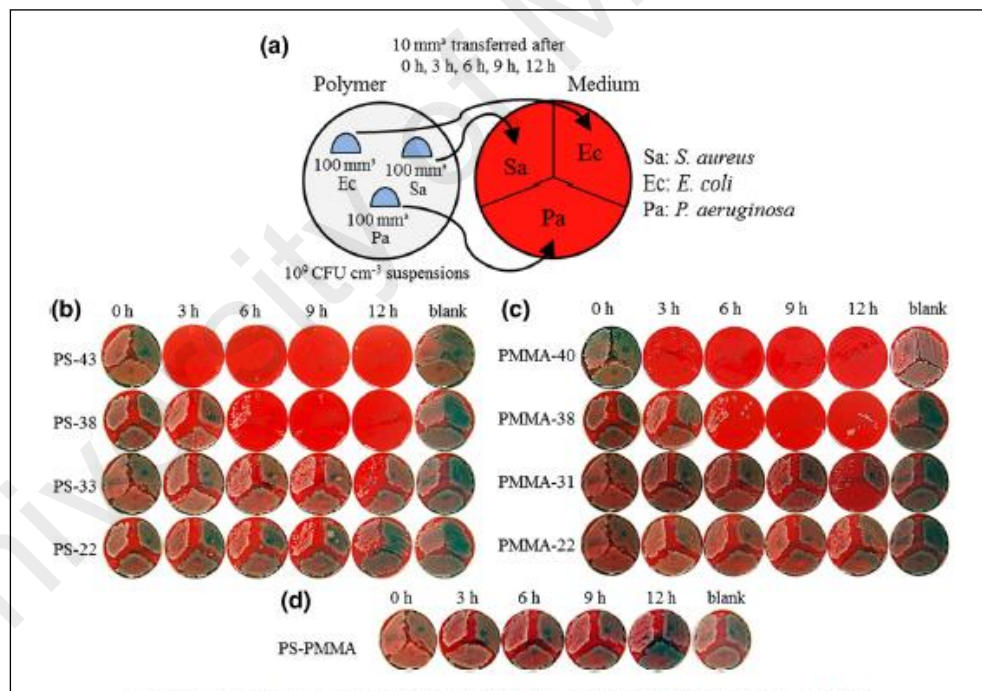 (a)
10 mm³ transferred after
0 h, 3 h, 6 h, 9 h, 12 h
Polymer
Medium
100 mm³
Ec
100 mm³
Sa
100 mm³
Pa
Sa
Ec
Pa
Sa: S. aureus
Ec: E. coli
Pa: P. aeruginosa
10⁹ CFU cm⁻³ suspensions
(b)
0 h 3 h 6 h 9 h 12 h blank
PS-43
PS-38
PS-33
PS-22
(c)
0 h 3 h 6 h 9 h 12 h blank
PMMA-40
PMMA-38
PMMA-31
PMMA-22
(d)
0 h 3 h 6 h 9 h 12 h blank
PS-PMMA